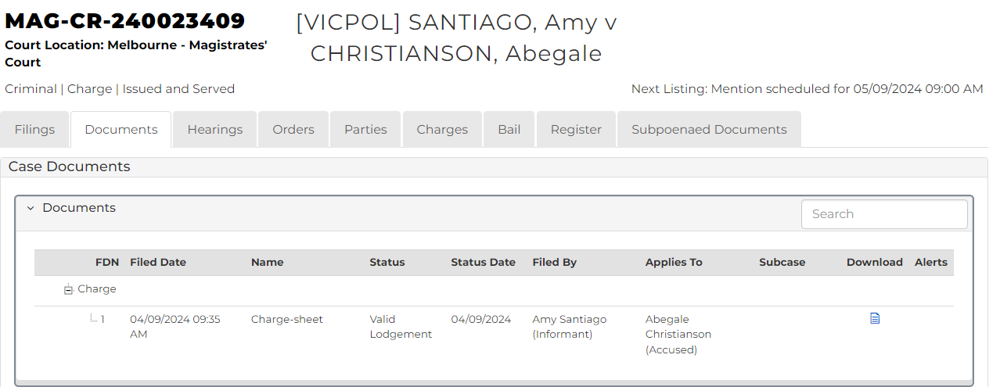 MAG-CR-240023409
[VICPOL] SANTIAGO, Amy v
CHRISTIANSON, Abegale
Court Location: Melbourne - Magistrates'
Court
Criminal | Charge | Issued and Served
Next Listing: Mention scheduled for 05/09/2024 09:00 AM
Filings Documents Hearings Orders Parties Charges Bail Register Subpoenaed Documents
Case Documents
Documents
Search
FDN Filed Date Name Status Status Date Filed By Applies To Subcase Download Alerts
Charge
1 04/09/2024 09:35 Charge-sheet Valid 04/09/2024 Amy Santiago Abegale
AM Lodgement (Informant) Christianson
(Accused)